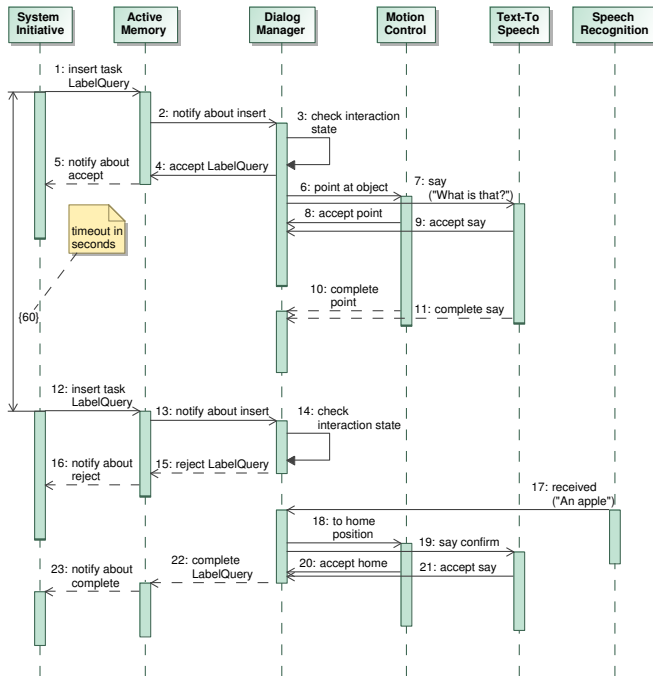 System
Initiative
Active
Memory
Dialog
Manager
Motion
Control
Text-To
Speech
Speech
Recognition
1: insert task
LabelQuery
2: notify about insert
3: check interaction
state
5: notify about
accept
4: accept LabelQuery
6: point at object
7: say
("What is that?")
8: accept point
9: accept say
timeout in
seconds
10: complete
point
11: complete say
{60}
12: insert task
LabelQuery
13: notify about insert
14: check
interaction state
16: notify about
reject
15: reject LabelQuery
17: received
("An apple")
18: to home
position
19: say confirm
22: complete
LabelQuery
20: accept home
21: accept say
23: notify about
complete